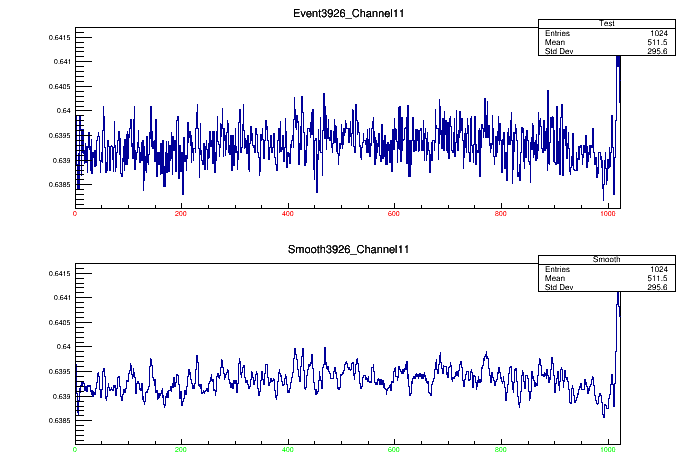 Event3926_Channel11
Test
Entries 1024
Mean 511.5
Std Dev 295.6
0.6415
0.641
0.6405
0.64
0.6395
0.639
0.6385
0 200 400 600 800 1000
Smooth3926_Channel11
Smooth
Entries 1024
Mean 511.5
Std Dev 295.6
0.6415
0.641
0.6405
0.64
0.6395
0.639
0.6385
0 200 400 600 800 1000